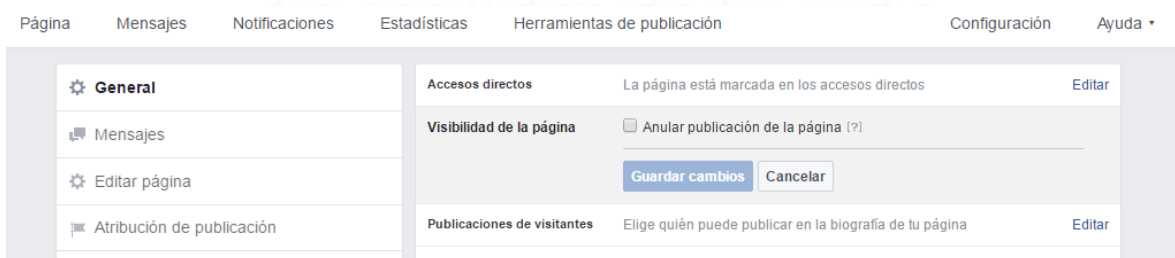 Página Mensajes Notificaciones Estadísticas Herramientas de publicación Configuración Ayuda
General
Mensajes
Editar página
Atribución de publicación
Accesos directos La página está marcada en los accesos directos Editar
Visibilidad de la página Anular publicación de la página [?]
Guardar cambios Cancelar
Publicaciones de visitantes Elige quién puede publicar en la biografía de tu página Editar